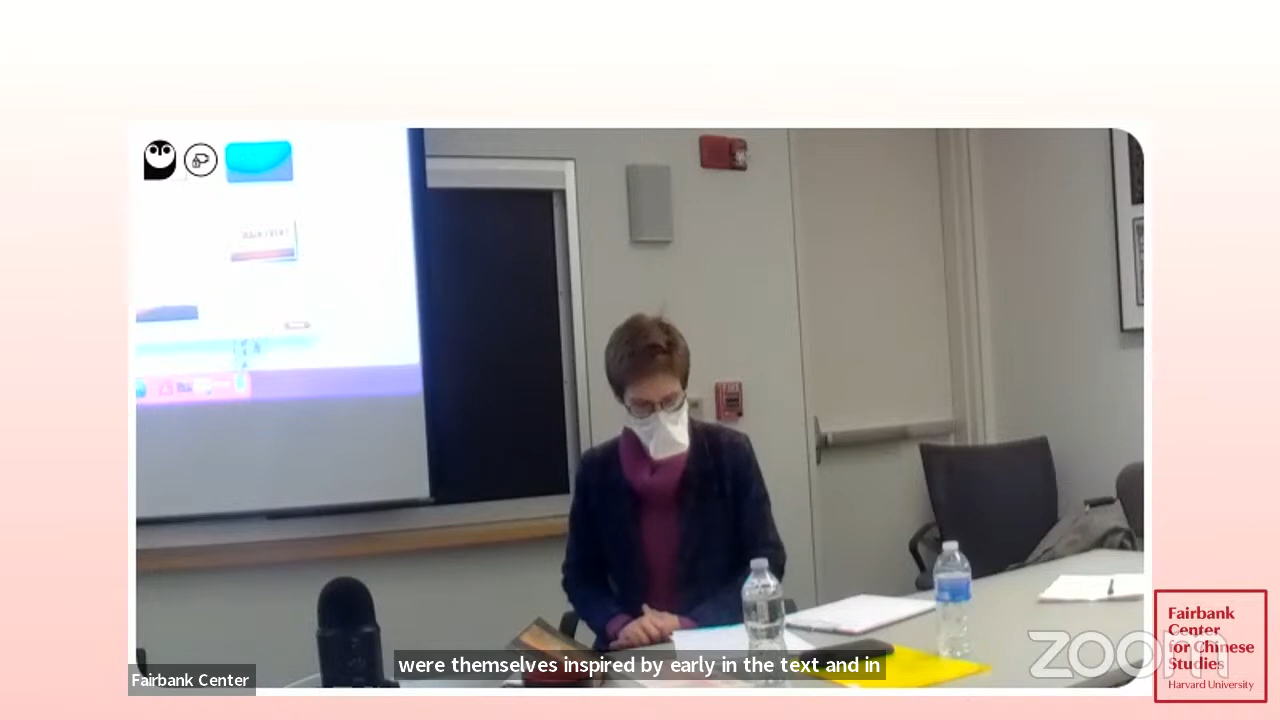 were themselves inspired by early in the text and in
Fairbank Center
zoom
Fairbank
Center
for Chinese
Studies
Harvard University